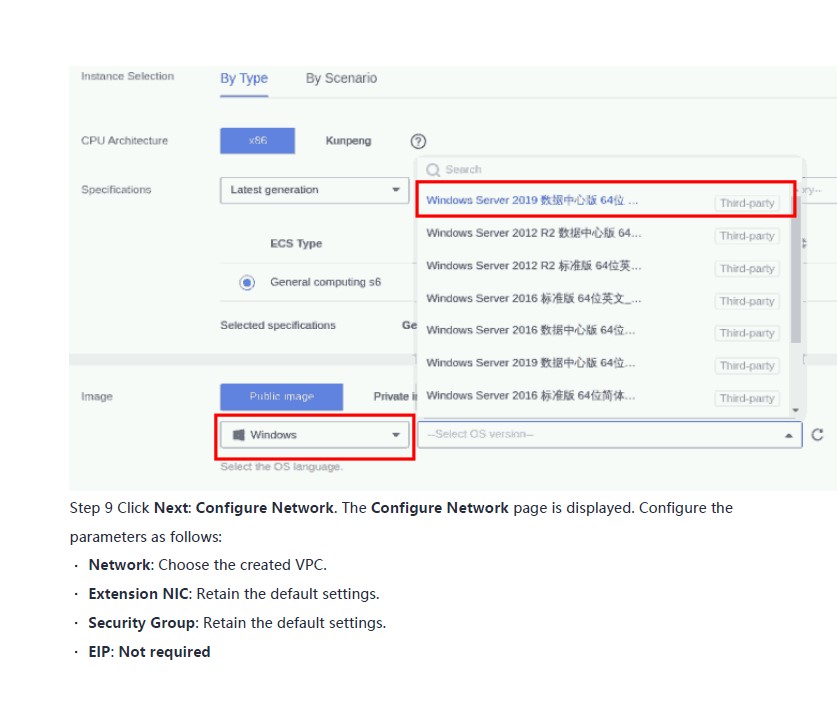 Instance Selection By Type By Scenario
CPU Architecture x86 Kunpeng ?
Search
Specifications Latest generation
Windows Server 2019 数据中心版 64位 ... Third-party
Windows Server 2012 R2 数据中心版 64... Third-party
ECS Type
Windows Server 2012 R2 标准版 64位英... Third-party
General computing s6
Windows Server 2016 标准版 64位英文_... Third-party
Selected specifications Ge
Windows Server 2016 数据中心版 64位... Third-party
Windows Server 2019 数据中心版 64位... Third-party
Image Public image Private i
Windows Server 2016 标准版 64位简体... Third-party
Windows --Select OS version--
Select the OS language.
Step 9 Click Next: Configure Network. The Configure Network page is displayed. Configure the
parameters as follows:
· Network: Choose the created VPC.
· Extension NIC: Retain the default settings.
· Security Group: Retain the default settings.
· EIP: Not required